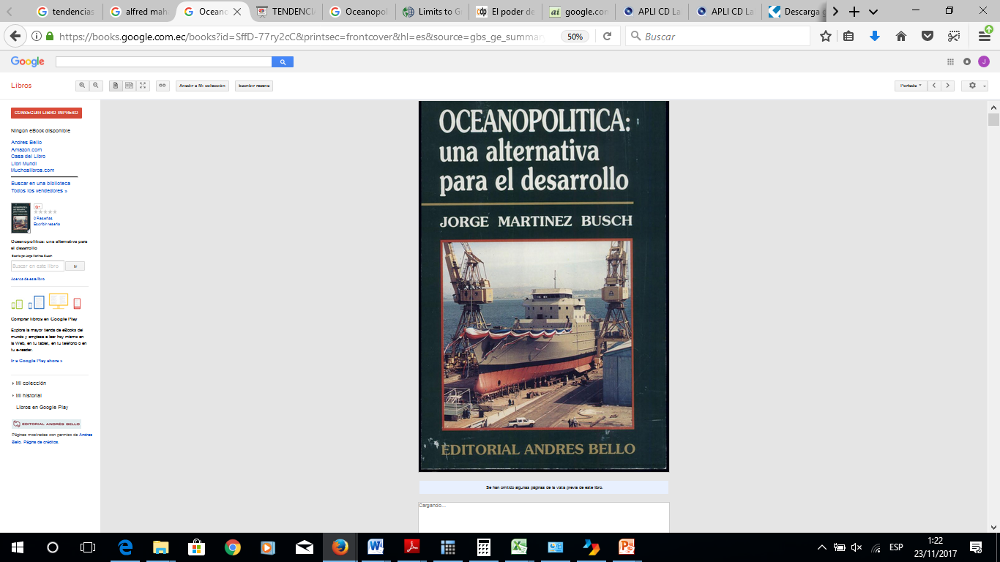 tendencias
alfred mah
Oceano
TENDENCIA
Oceanopol
Limits to Gr
El poder de
google.con
APLI CD La
APLI CD La
Descarga g
https://books.google.com.ec/books?id=SffD-77ry2cC&printsec=frontcover&hl=es&source=gbs_ge_summar
50%
Buscar
Google
J
Libros
Añadir a Mi colección
Escribir reseña
Portada
CONSEGUIR LIBRO IMPRESO
Ningún eBook disponible
Andres Bello
Amazon.com
Casa del Libro
Libri Mundi
Muchoslibros.com
Buscar en una biblioteca
Todos los vendedores »
G+
0 Reseñas
Escribir reseña
Oceanopolítica: una alternativa para
el desarrollo
Escrito por Jorge Martínez Busch
Buscar en este libro
Ir
Acerca de este libro
Comprar libros en Google Play
Explora la mayor tienda de eBooks del
mundo y empieza a leer hoy mismo en
la Web, en tu tablet, en tu teléfono o en
tu e-reader.
Ir a Google Play ahora »
Mi colección
Mi historial
Libros en Google Play
EDITORIAL ANDRÉS BELLO
Páginas mostradas con permiso de Andres
Bello. Página de créditos.
OCEANOPOLITICA:
una alternativa
para el desarrollo
JORGE MARTINEZ BUSCH
EDITORIAL ANDRES BELLO
Se han omitido algunas páginas de la vista previa de este libro.
Cargando...
ESP
1:22
23/11/2017